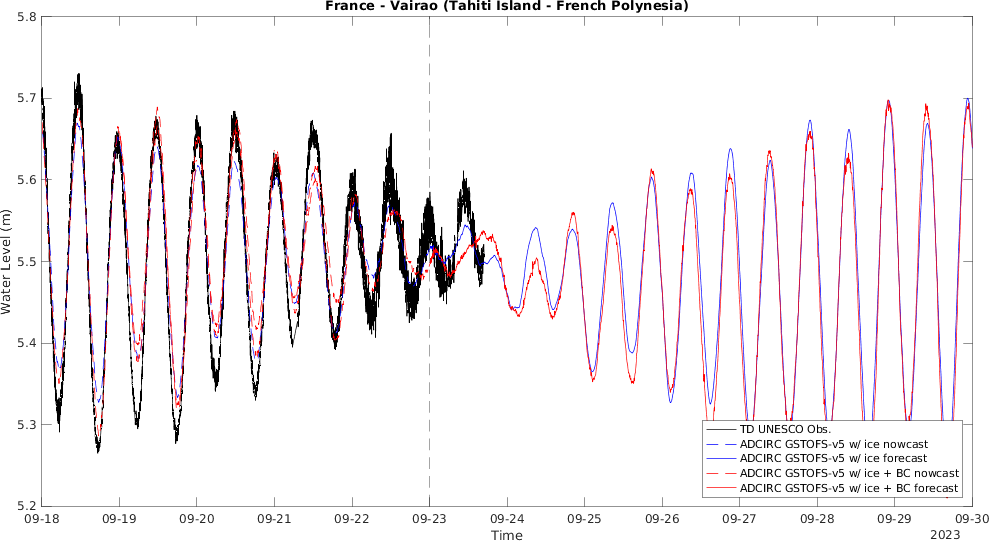 France - Vairao (Tahiti Island - French Polynesia)
5.8
5.7
5.6
5.5
5.4
5.3
5.2
Water Level (m)
TD UNESCO Obs.
ADCIRC GSTOFS-v5 w/ ice nowcast
ADCIRC GSTOFS-v5 w/ ice forecast
ADCIRC GSTOFS-v5 w/ ice + BC nowcast
ADCIRC GSTOFS-v5 w/ ice + BC forecast
09-18 09-19 09-20 09-21 09-22 09-23 09-24 09-25 09-26 09-27 09-28 09-29 09-30
Time
2023